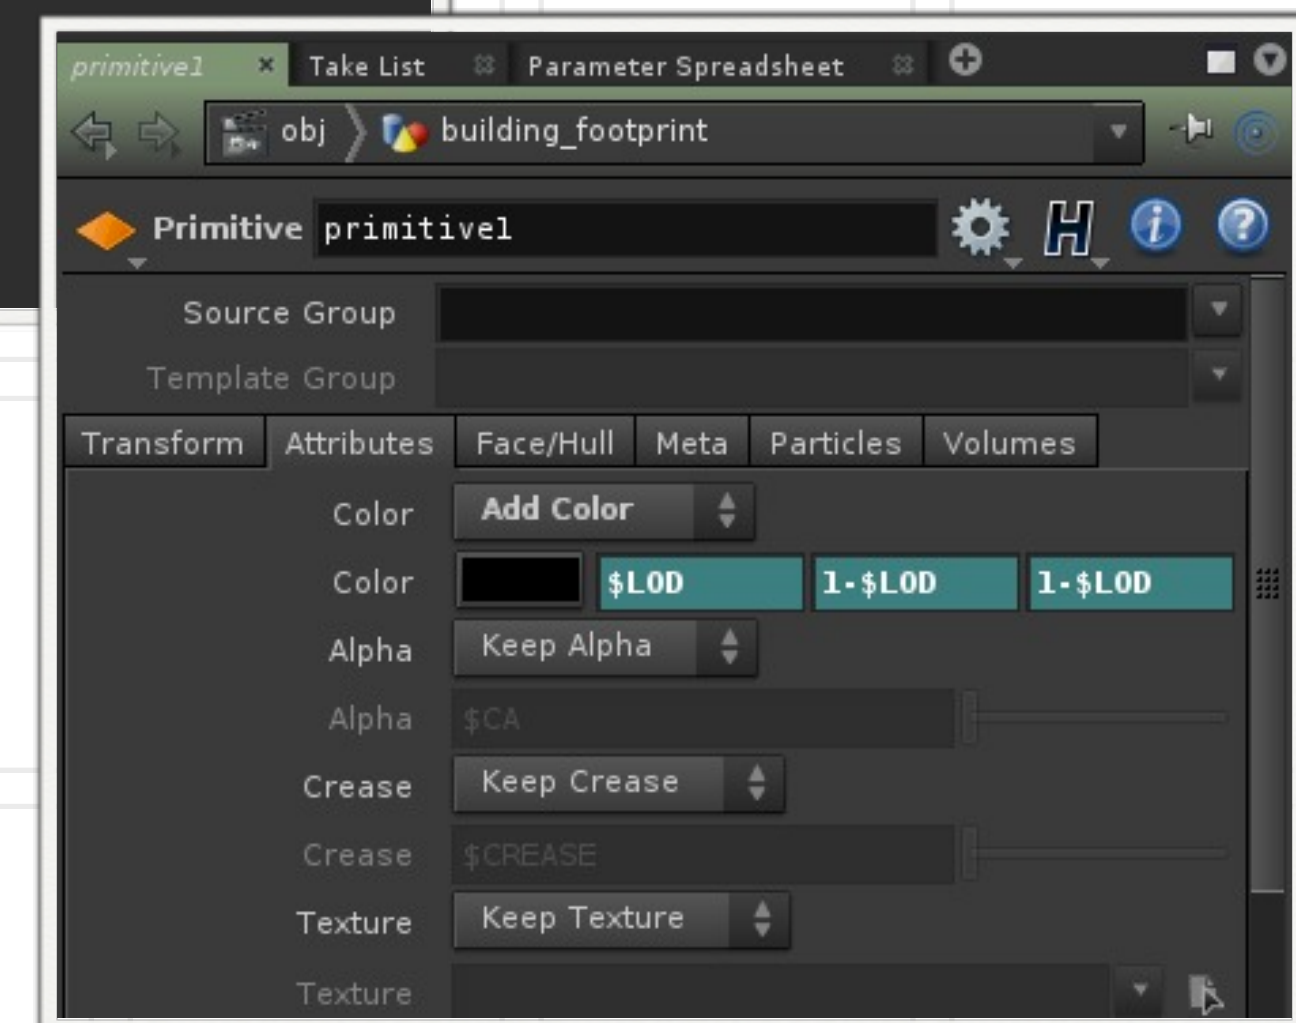 primitive1 Take List Parameter Spreadsheet
obj building_footprint
Primitive primitive1
Source Group
Template Group
Transform Attributes Face/Hull Meta Particles Volumes
Color Add Color
Color $LOD 1-$LOD 1-$LOD
Alpha Keep Alpha
Alpha $CA
Crease Keep Crease
Crease $CREASE
Texture Keep Texture
Texture